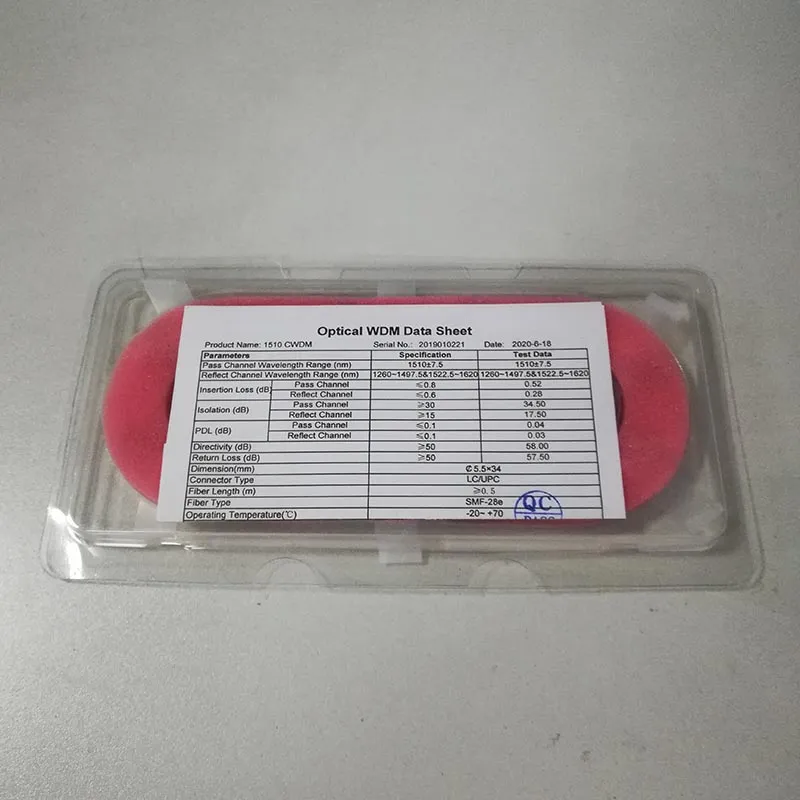 Optical WDM Data Sheet
Product Name: 1510 CWDM Serial No.: 2019010221 Date: 2020-6-18
Parameters Specification Test Data
Pass Channel Wavelength Range (nm) 1510±7.5 1510±7.5
Reflect Channel Wavelength Range (nm) 1260~1497.5&1522.5~1620 1260~1497.5&1522.5~1620
Insertion Loss (dB) Pass Channel ≤0.8 0.52
Reflect Channel ≤0.6 0.28
Isolation (dB) Pass Channel ≥30 34.50
Reflect Channel ≥15 17.50
PDL (dB) Pass Channel ≤0.1 0.04
Reflect Channel ≤0.1 0.03
Directivity (dB) ≥50 58.00
Return Loss (dB) ≥50 57.50
Dimension(mm) ₡5.5×34
Connector Type LC/UPC
Fiber Length (m) ≥0.5
Fiber Type SMF-28e
Operating Temperature(℃) -20~ +70
QC